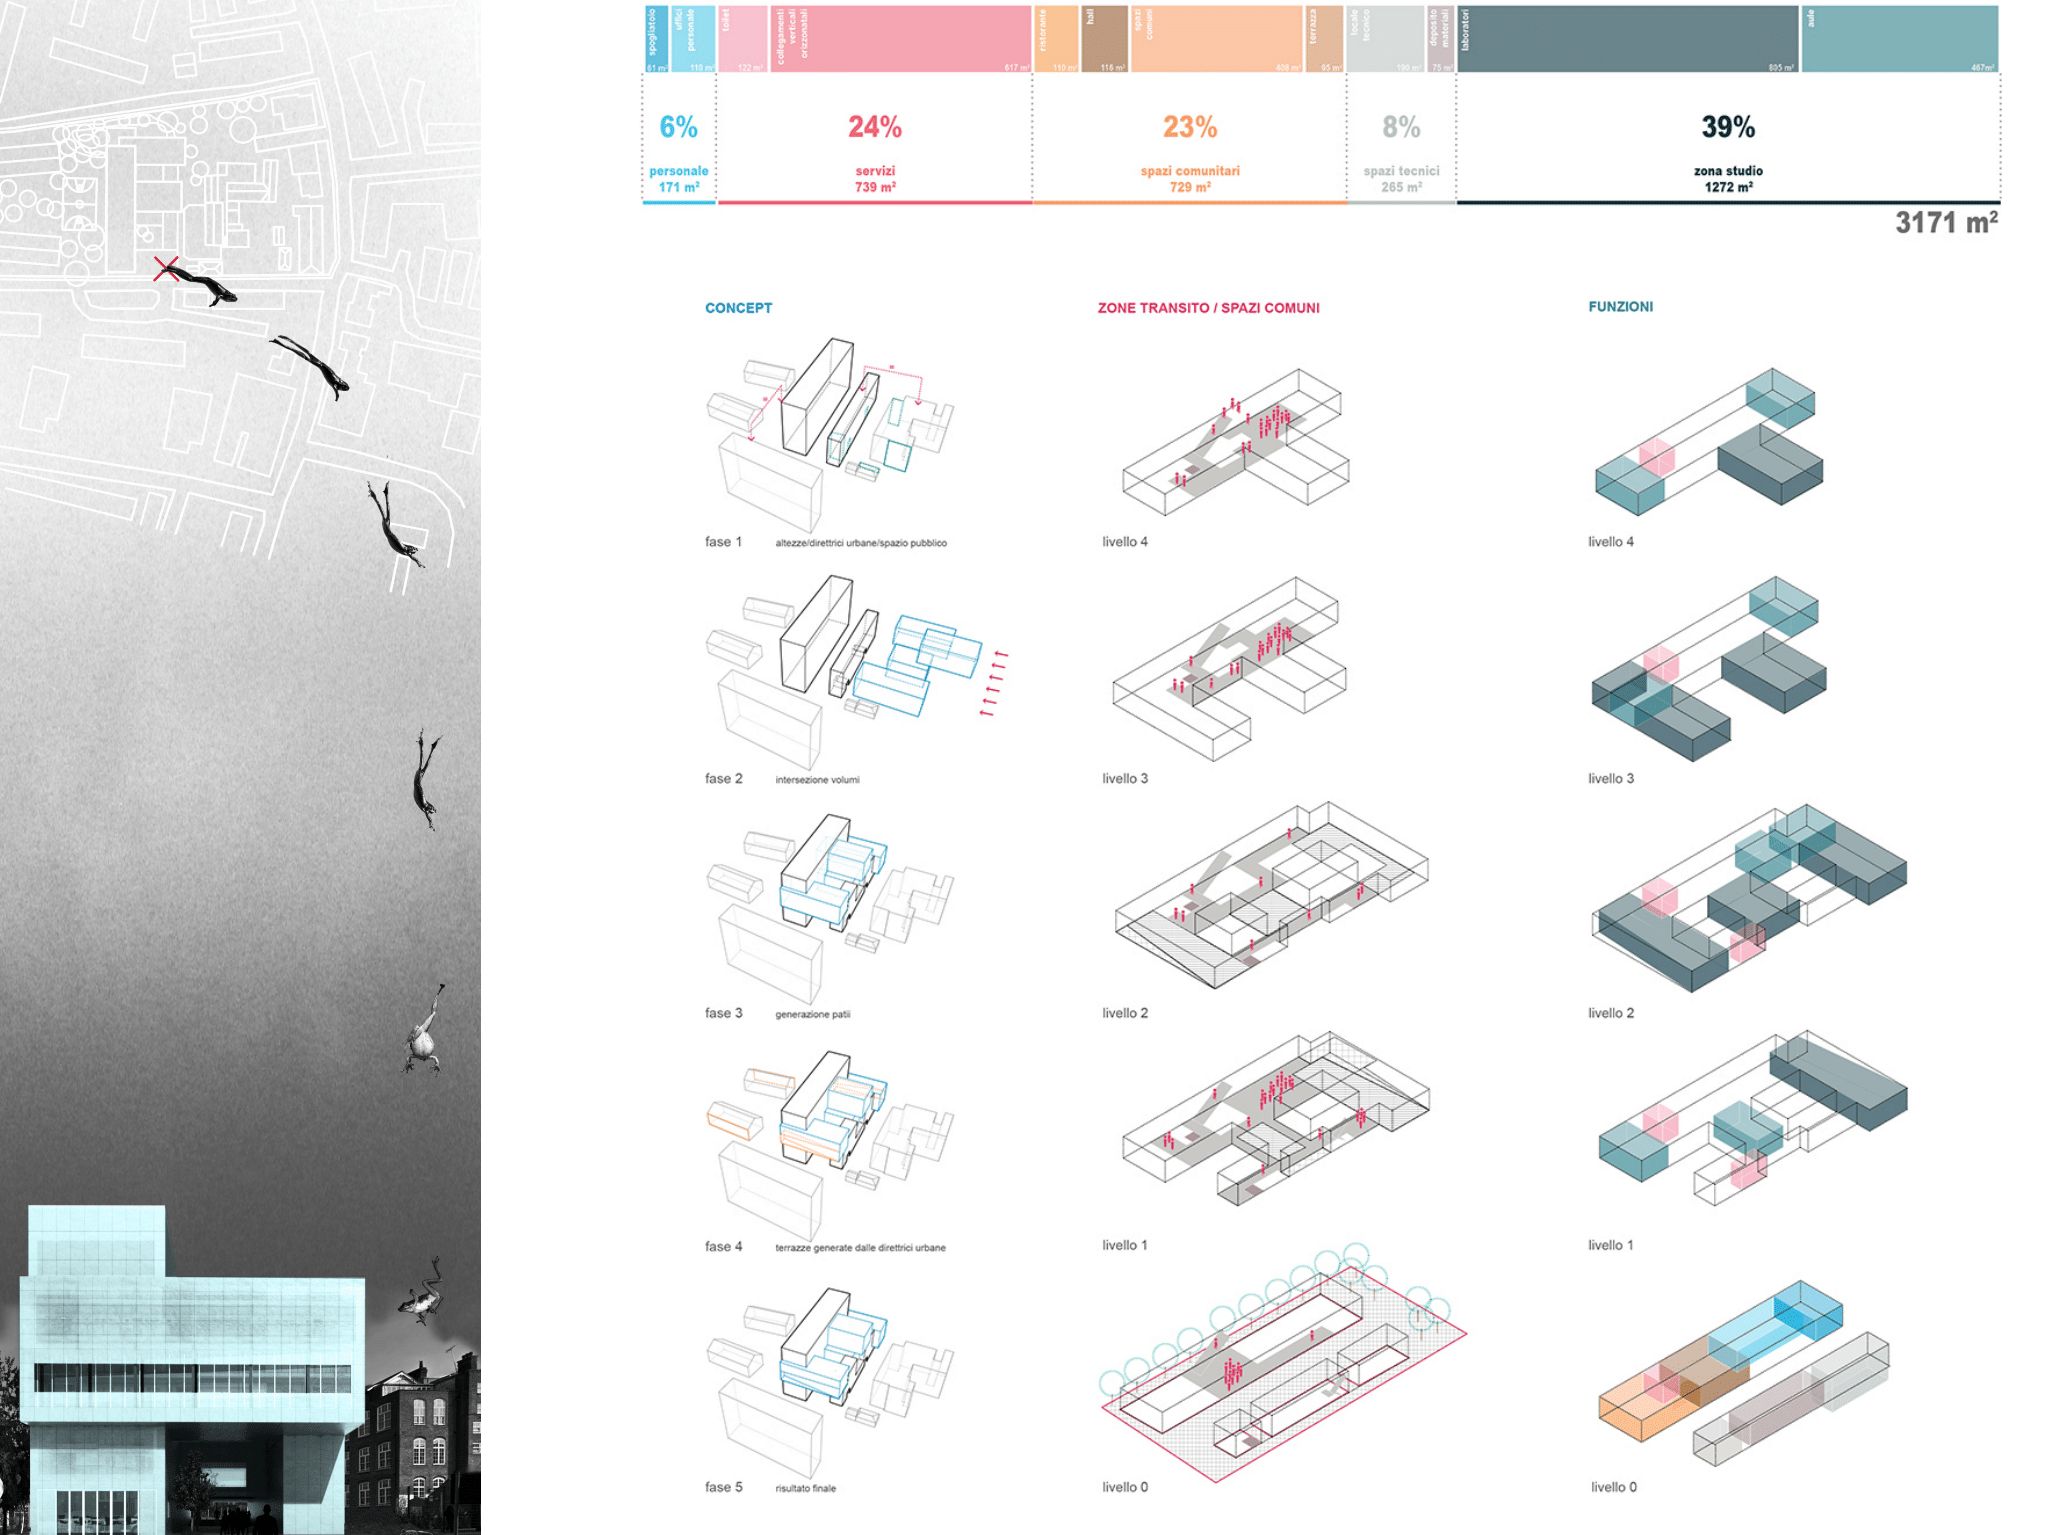 spogliatoio
61 m²
uffici
personale
110 m²
toilet
122 m²
collegamenti
verticali
orizzonatali
617 m²
ristorante
110 m²
hall
116 m²
spazi
comuni
408 m²
terrazza
95 m²
locale
tecnico
190 m²
deposito
materiali
75 m²
laboratori
805 m²
aule
467m²
6%
personale
171 m²
24%
servizi
739 m²
23%
spazi comunitari
729 m²
8%
spazi tecnici
265 m²
39%
zona studio
1272 m²
3171 m²
CONCEPT
ZONE TRANSITO / SPAZI COMUNI
FUNZIONI
fase 1 altezze/direttrici urbane/spazio pubblico
livello 4
livello 4
fase 2 intersezione volumi
livello 3
livello 3
fase 3 generazione patii
livello 2
livello 2
fase 4 terrazze generate dalle direttrici urbane
livello 1
livello 1
fase 5 risultato finale
livello 0
livello 0